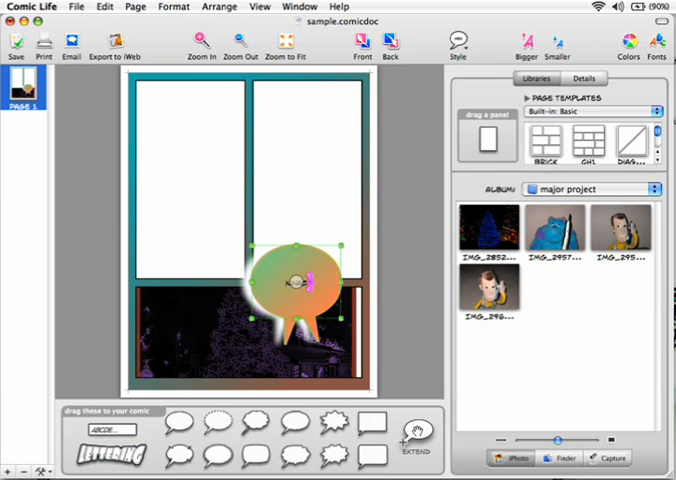 Comic Life File Edit Page Format Arrange View Window Help (90%)
sample.comicdoc
Save Print Email Export to iWeb Zoom In Zoom Out Zoom to Fit Front Back Style Bigger Smaller Colors Fonts
Libraries Details
PAGE TEMPLATES
drag a panel
Built-in: Basic
BRICK CH1 DIAG...
PAGE 1
ALBUM: major project
IMG_2852... IMG_2957... IMG_295...
IMG_296...
drag these to your comic
ABCDE...
LETTERING
EXTEND
iPhoto Finder Capture